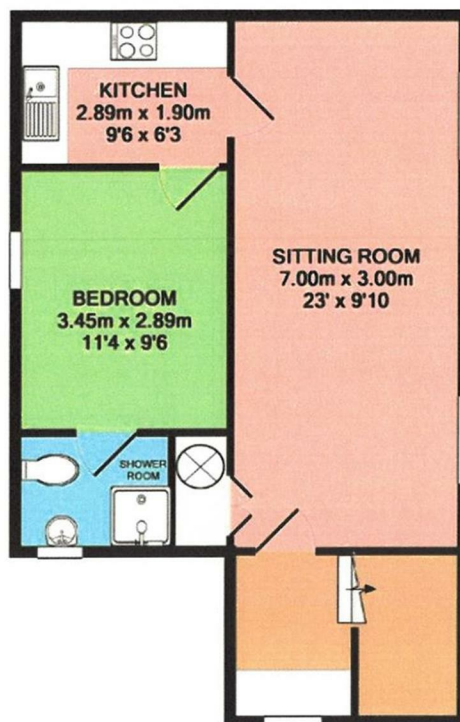 KITCHEN
2.89m x 1.90m
9'6 x 6'3
SITTING ROOM
7.00m x 3.00m
23' x 9'10
BEDROOM
3.45m x 2.89m
11'4 x 9'6
SHOWER
ROOM